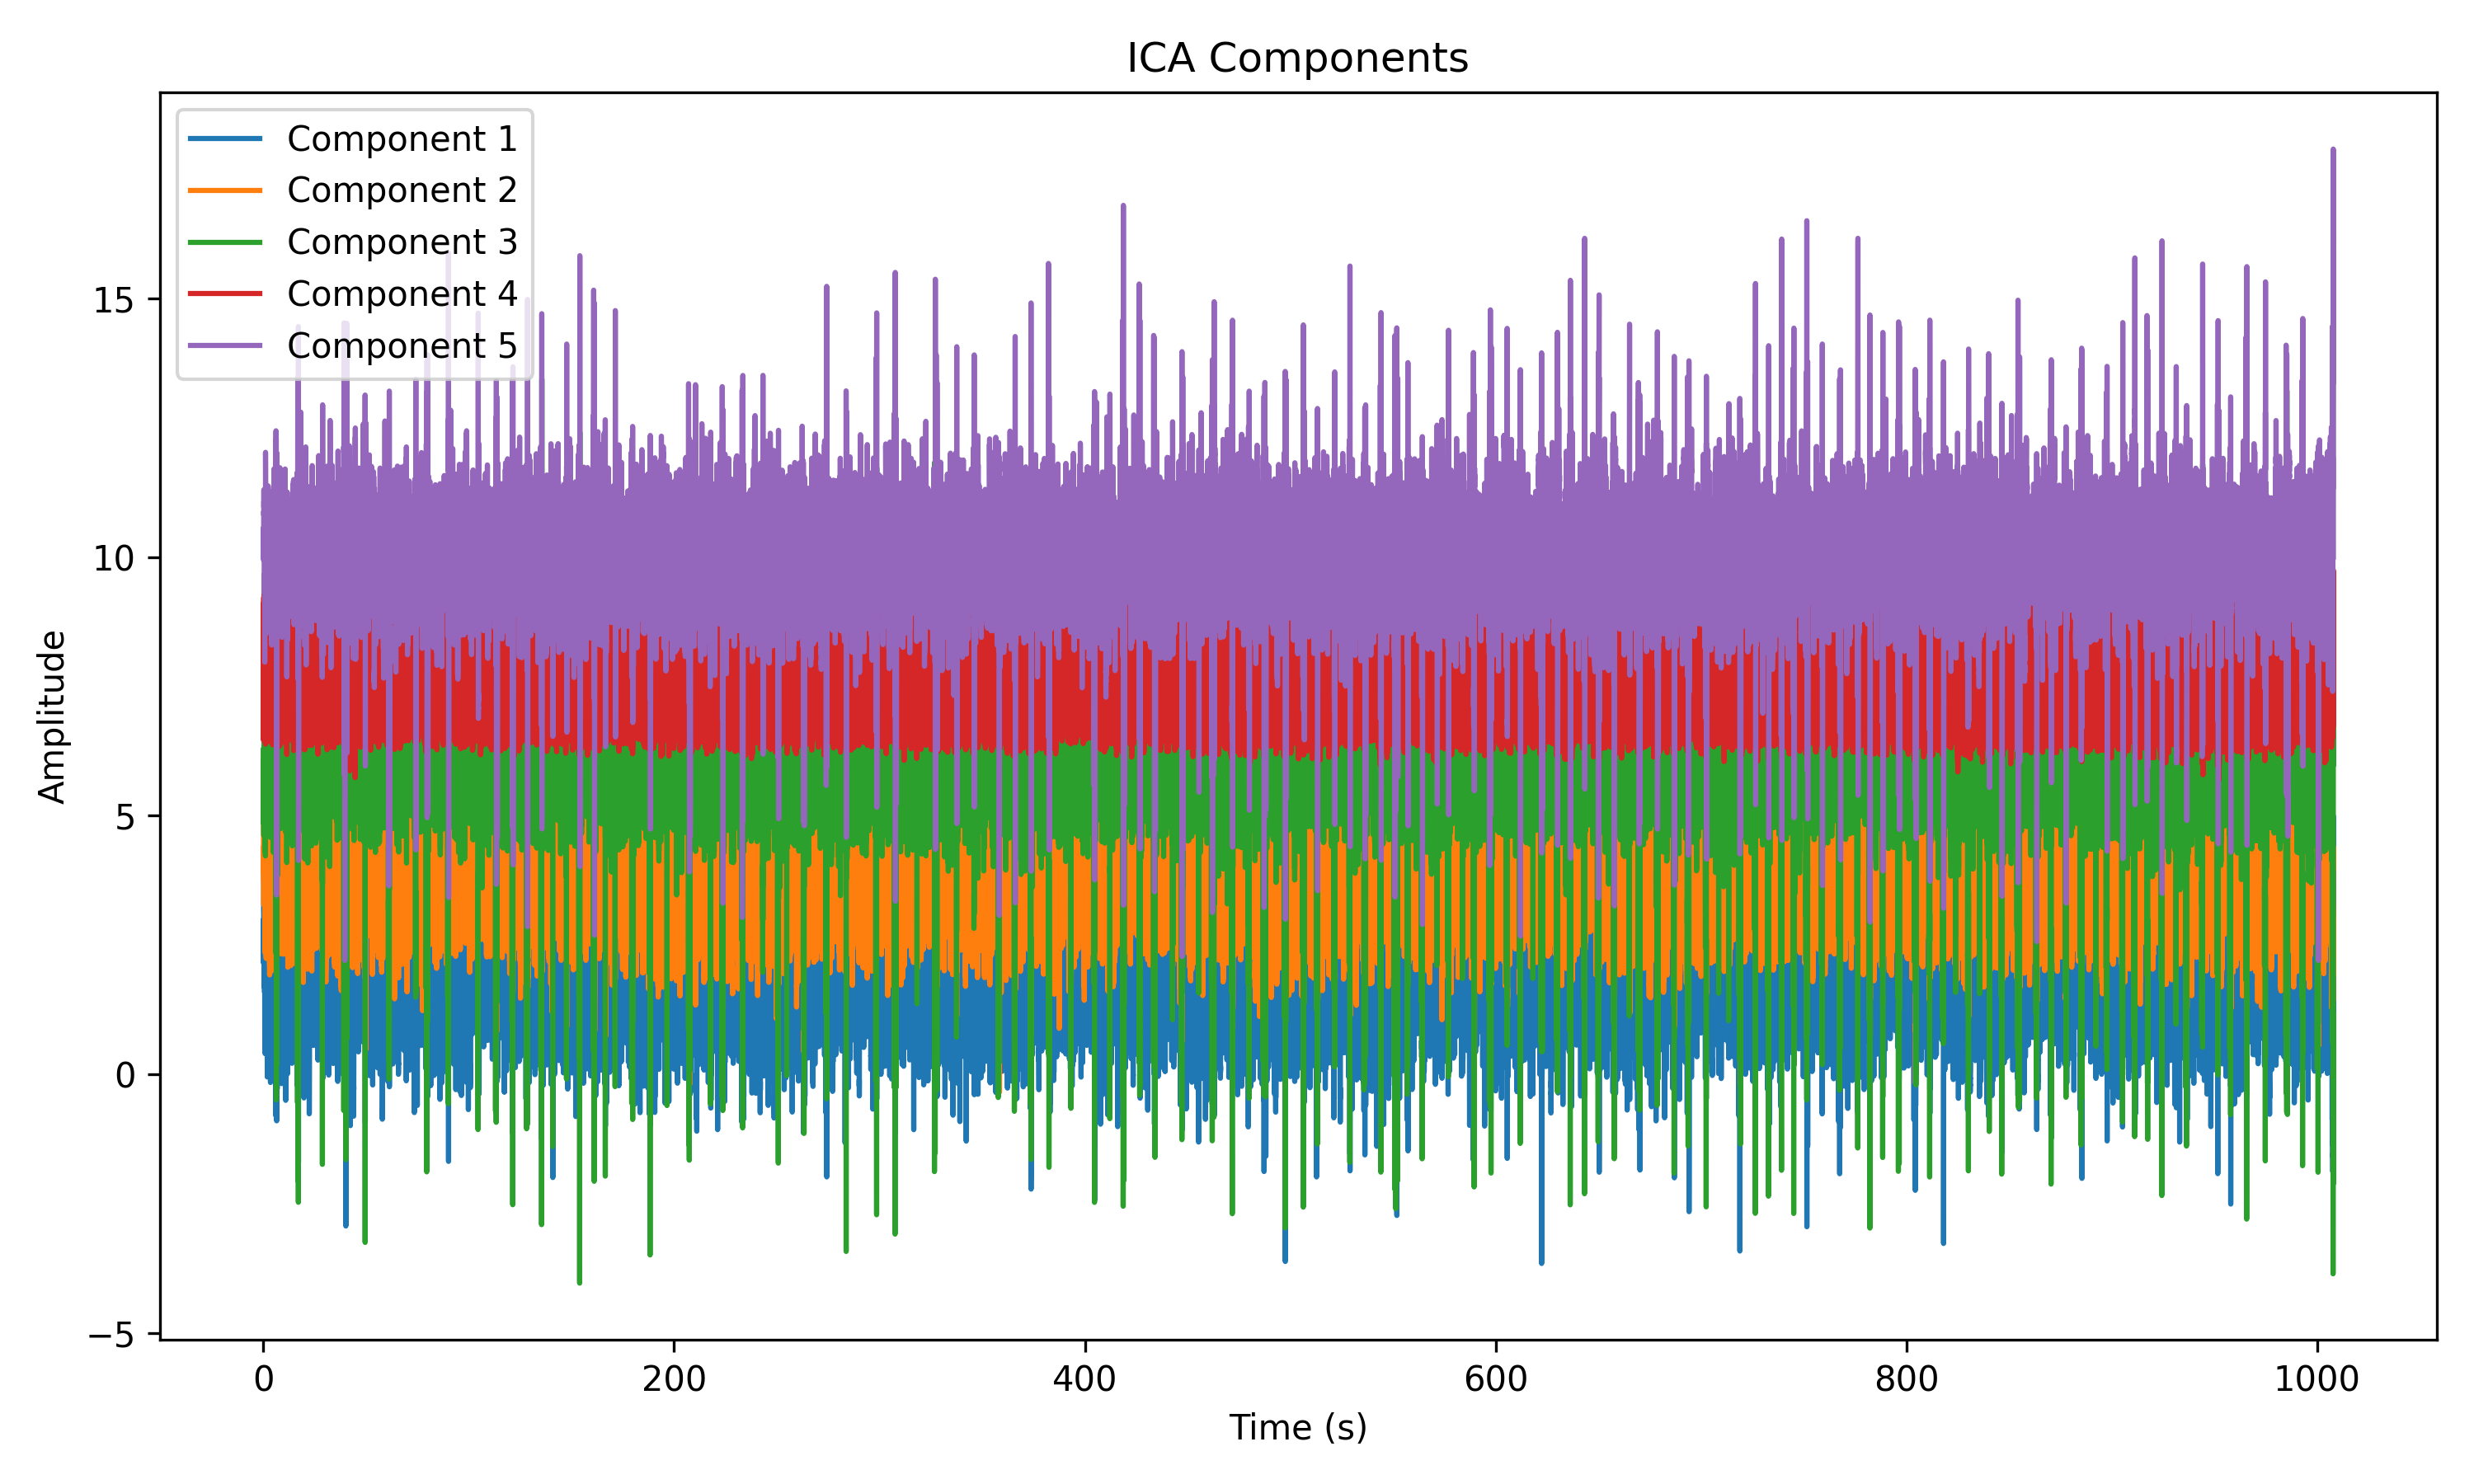 ICA Components
Component 1
Component 2
Component 3
Component 4
Component 5
15
10
5
0
−5
Amplitude
0 200 400 600 800 1000
Time (s)